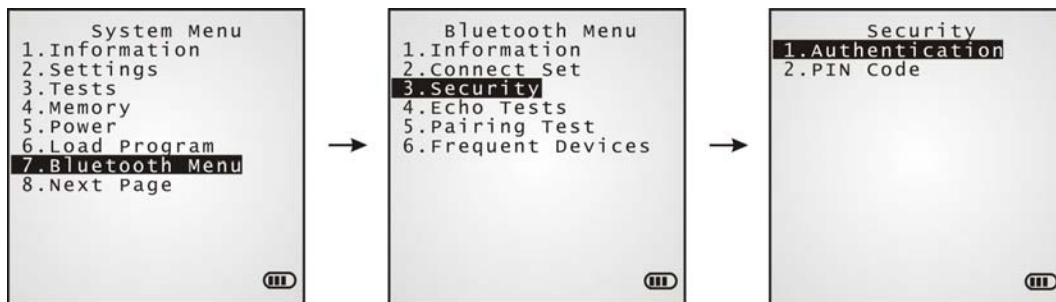 System Menu
1.Information
2.Settings
3.Tests
4.Memory
5.Power
6.Load Program
7.Bluetooth Menu
8.Next Page
Bluetooth Menu
1.Information
2.Connect Set
3.Security
4.Echo Tests
5.Pairing Test
6.Frequent Devices
Security
1.Authentication
2.PIN Code